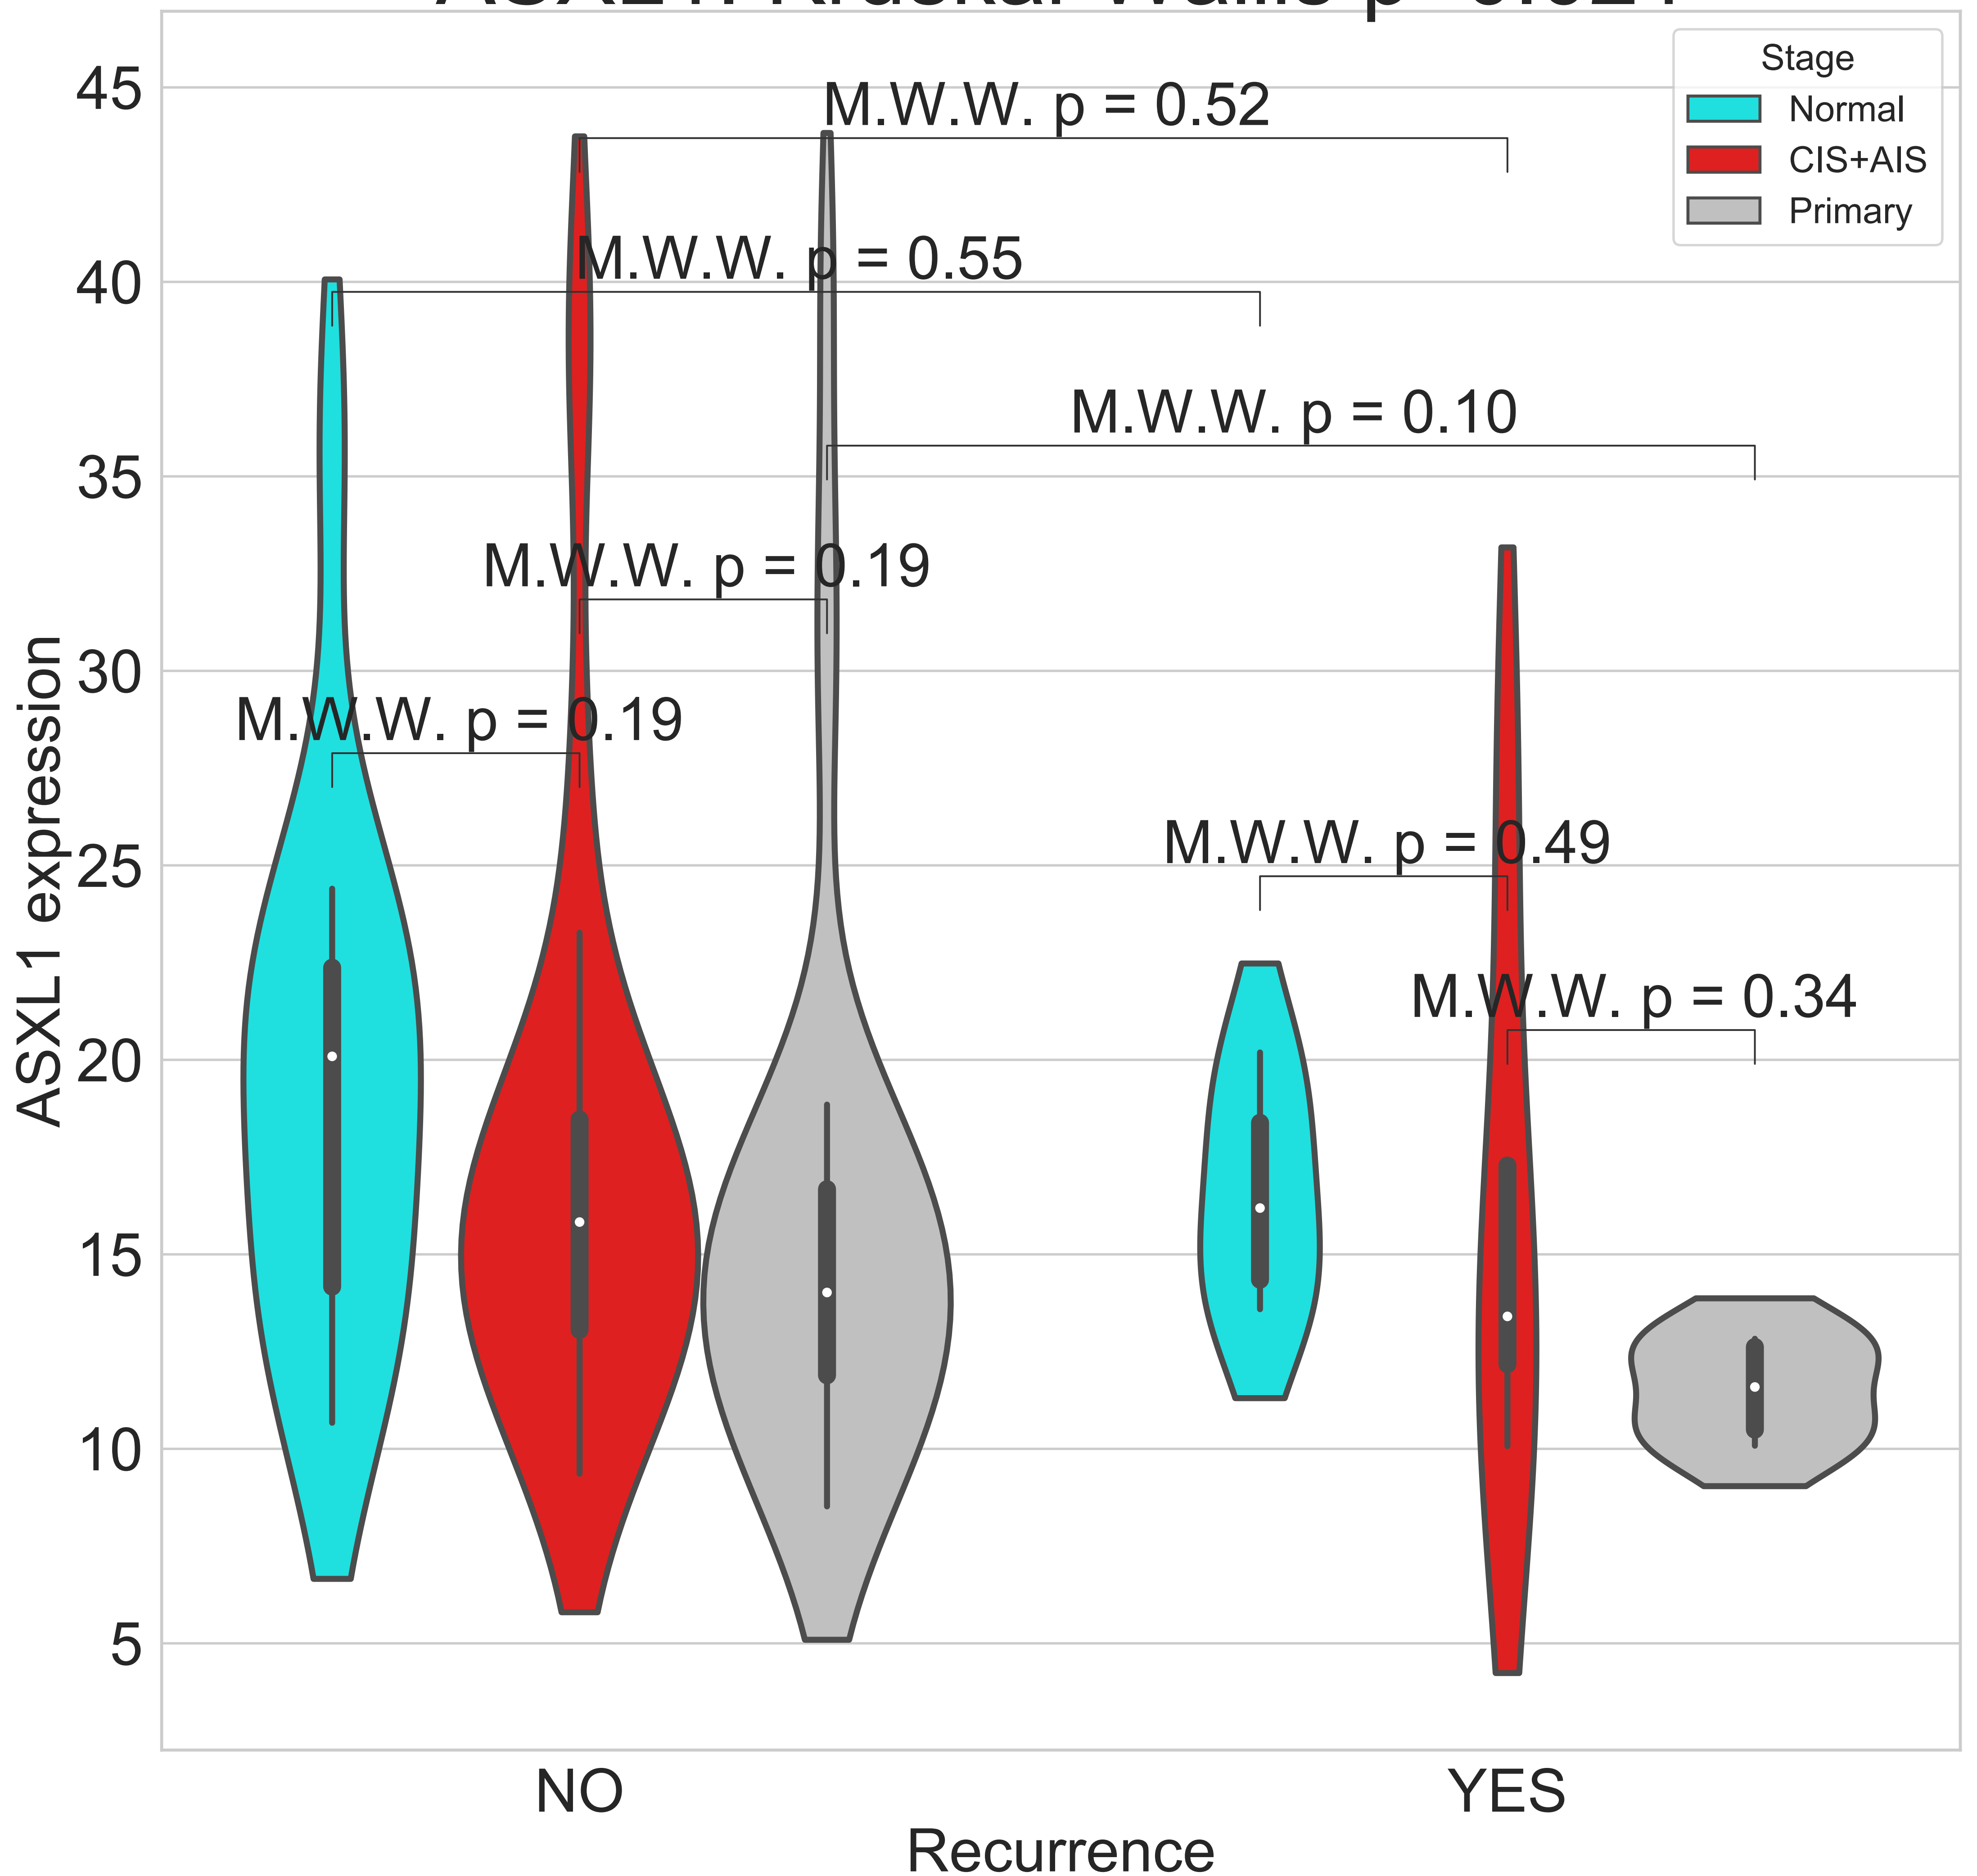 Stage
Normal
CIS+AIS
Primary
M.W.W. p = 0.52
M.W.W. p = 0.55
M.W.W. p = 0.10
M.W.W. p = 0.19
M.W.W. p = 0.19
M.W.W. p = 0.49
M.W.W. p = 0.34
45
40
35
30
25
20
15
10
5
ASXL1 expression
NO
YES
Recurrence